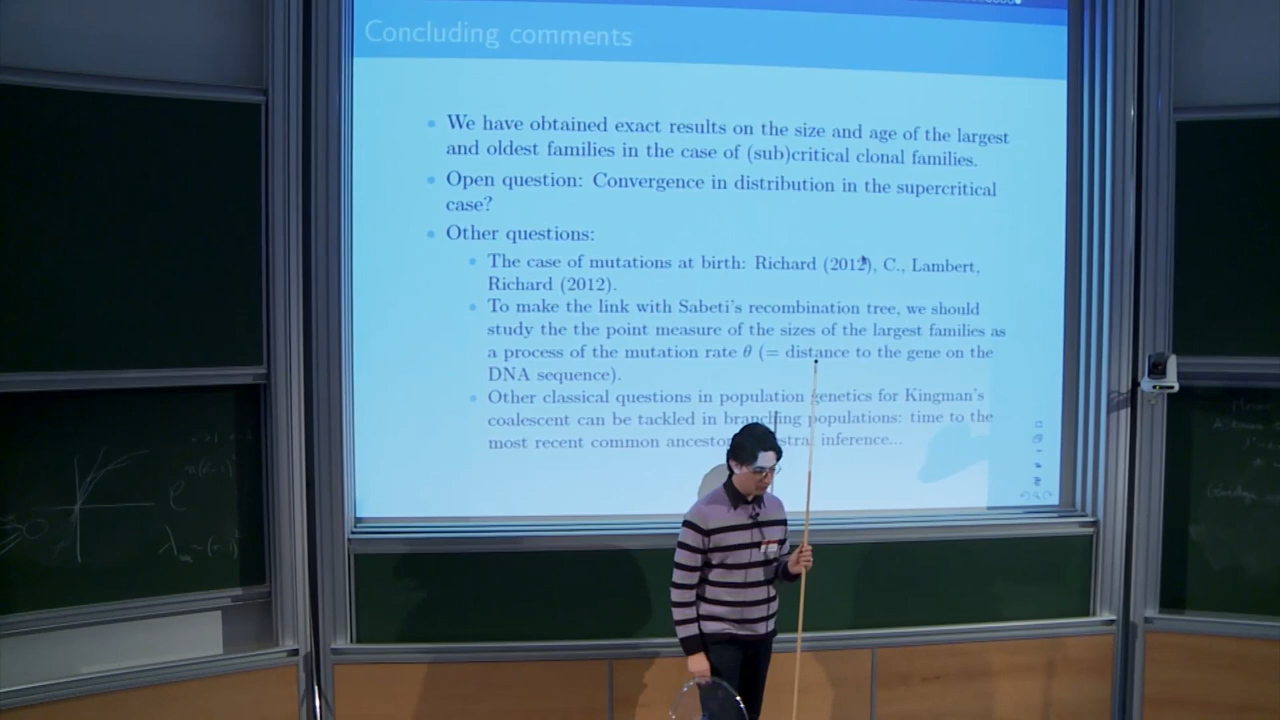 Concluding comments
We have obtained exact results on the size and age of the largest
and oldest families in the case of (sub)critical clonal families.
Open question: Convergence in distribution in the supercritical
case?
Other questions:
The case of mutations at birth: Richard (2012), C., Lambert,
Richard (2012).
To make the link with Sabeti's recombination tree, we should
study the the point measure of the sizes of the largest families as
a process of the mutation rate θ (= distance to the gene on the
DNA sequence).
Other classical questions in population genetics for Kingman's
coalescent can be tackled in branching populations: time to the
most recent common inference...